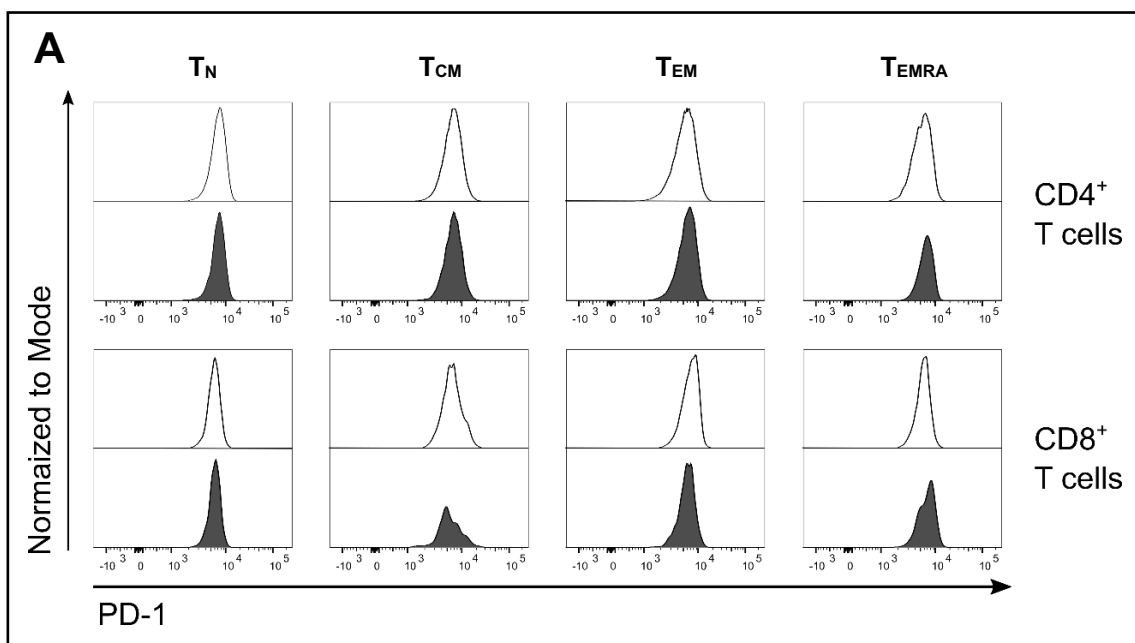 A
TN TCM TEM TEMRA
CD4+
T cells
-10 3 0 10 3 10 4 10 5 -10 3 0 10 3 10 4 10 5 -10 3 0 10 3 10 4 10 5 -10 3 0 10 3 10 4 10 5
CD8+
T cells
-10 3 0 10 3 10 4 10 5 -10 3 0 10 3 10 4 10 5 -10 3 0 10 3 10 4 10 5 -10 3 0 10 3 10 4 10 5
Normaized to Mode
PD-1